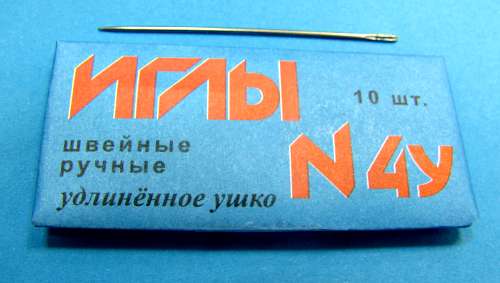 ИГЛЫ
10 шт.
швейные
ручные
N 4у
удлинённое ушко